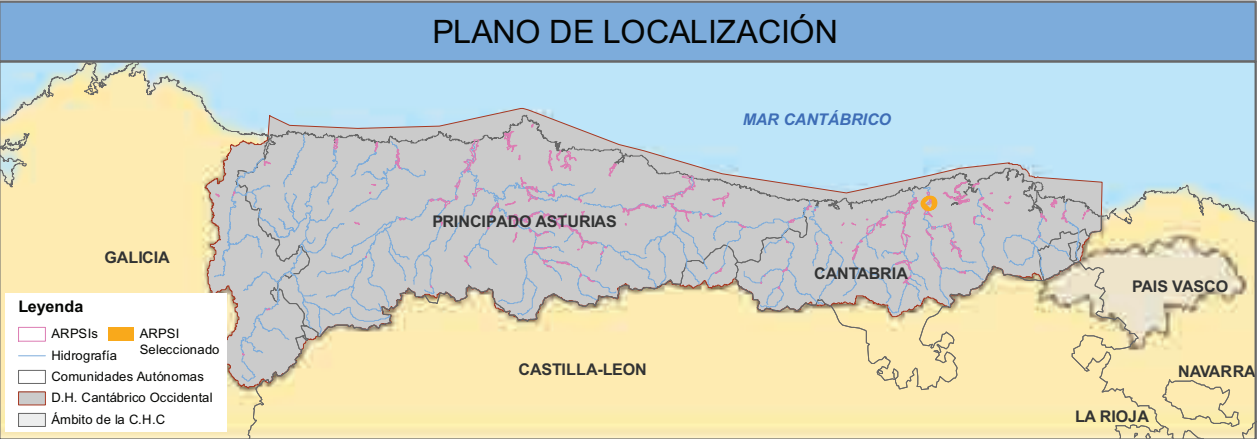 PLANO DE LOCALIZACIÓN
MAR CANTÁBRICO
PRINCIPADO ASTURIAS
GALICIA
CANTABRIA
PAIS VASCO
CASTILLA-LEON
NAVARRA
LA RIOJA
Leyenda
ARPSIs
ARPSI
Seleccionado
Hidrografía
Comunidades Autónomas
D.H. Cantábrico Occidental
Ámbito de la C.H.C